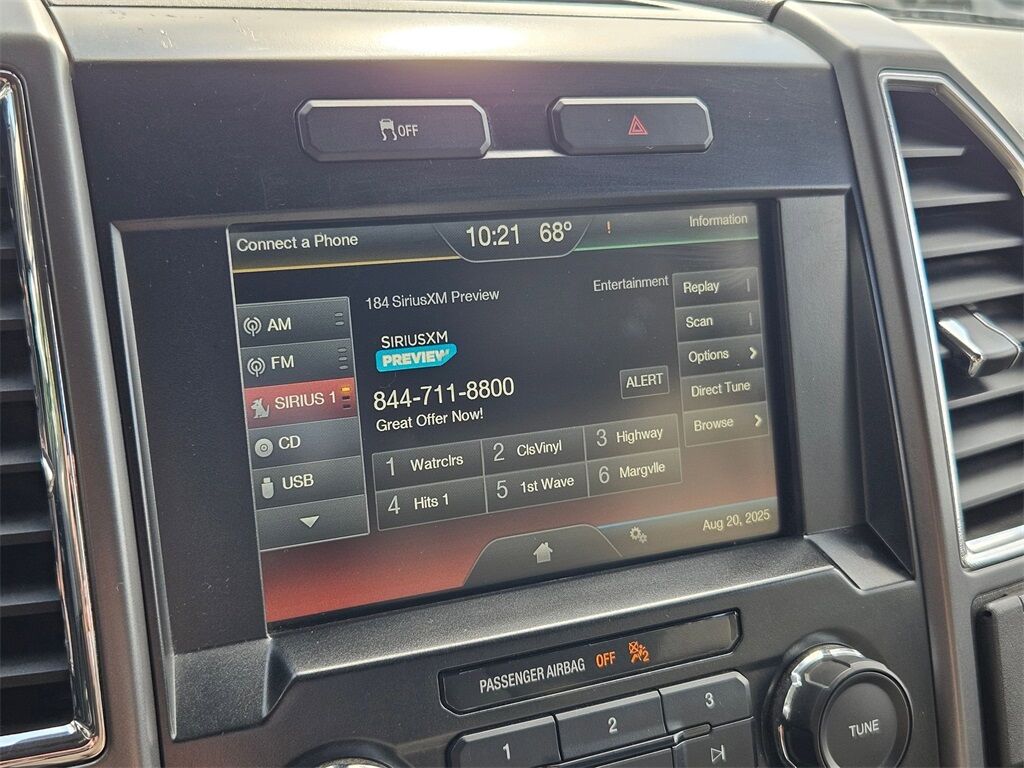 OFF
Connect a Phone
10:21 68°
!
Information
184 SiriusXM Preview
Entertainment
AM
FM
SIRIUS 1
CD
USB
SIRIUSXM
PREVIEW
844-711-8800
Great Offer Now!
ALERT
Replay
Scan
Options
Direct Tune
Browse
1 Watrclrs
2 ClsVinyl
3 Highway
4 Hits 1
5 1st Wave
6 Margvlle
Aug 20, 2025
PASSENGER AIRBAG OFF
2
1
2
3
TUNE